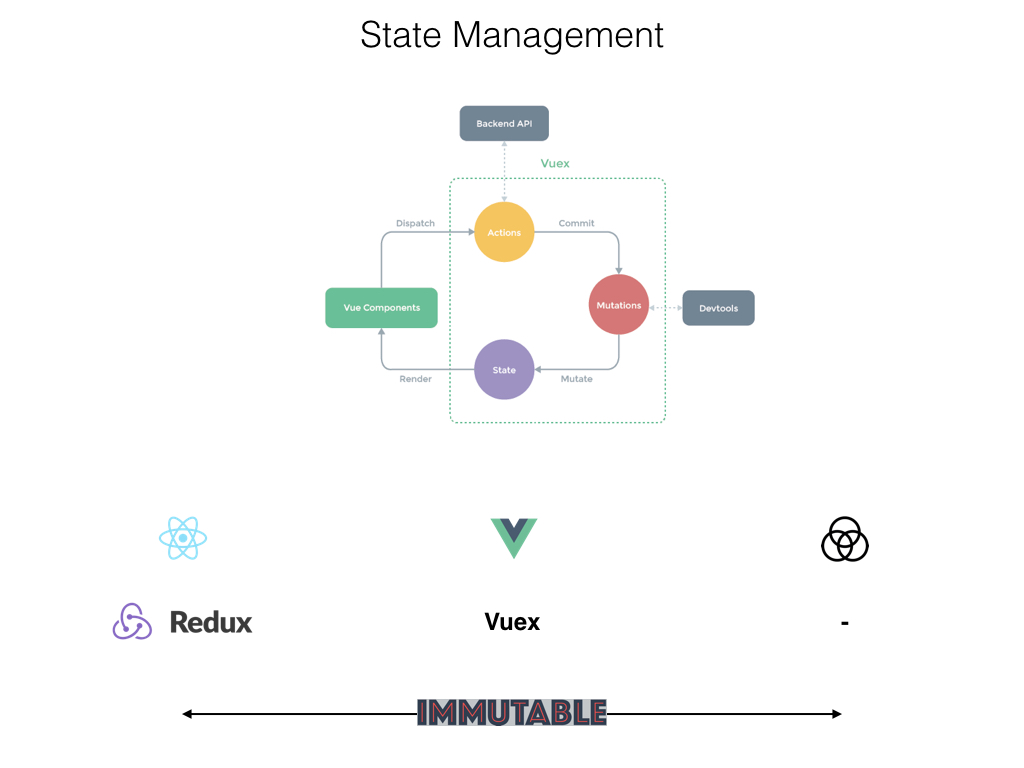 State Management
Backend API
Vuex
Dispatch
Actions
Commit
Vue Components
Mutations
Devtools
State
Render
Mutate
Redux
Vuex
-
IMMUTABLE